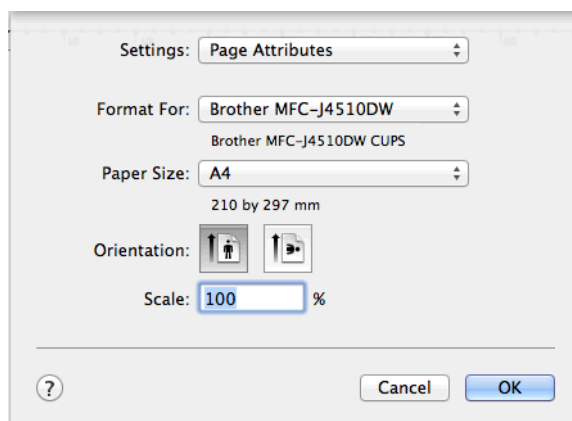 Settings: Page Attributes
Format For: Brother MFC-J4510DW
Brother MFC-J4510DW CUPS
Paper Size: A4
210 by 297 mm
Orientation:
Scale: 100 %
? Cancel OK